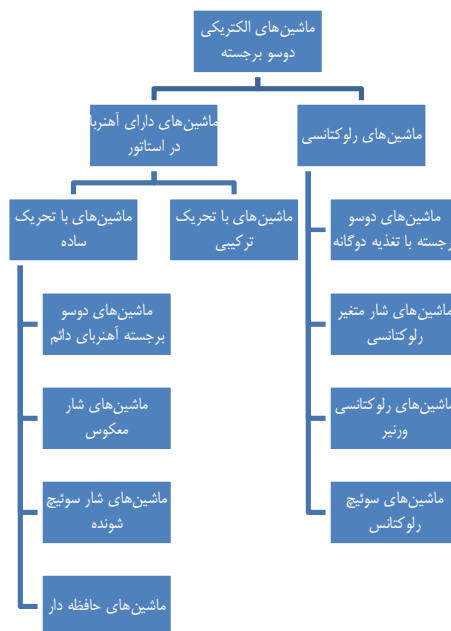 ماشین‌های الکتریکی
دوسو برجسته
ماشین‌های رلوکتانسی
ماشین‌های دارای آهنربای
در استاتور
ماشین‌های با تحریک
ترکیبی
ماشین‌های با تحریک
ساده
ماشین‌های دوسو
برجسته با تغذیه دوگانه
ماشین‌های شار متغیر
رلوکتانسی
ماشین‌های رلوکتانسی
ورنیر
ماشین‌های سوئیچ
رلوکتانس
ماشین‌های دوسو
برجسته آهنربای دائم
ماشین‌های شار
معکوس
ماشین‌های شار سوئیچ
شونده
ماشین‌های حافظه دار